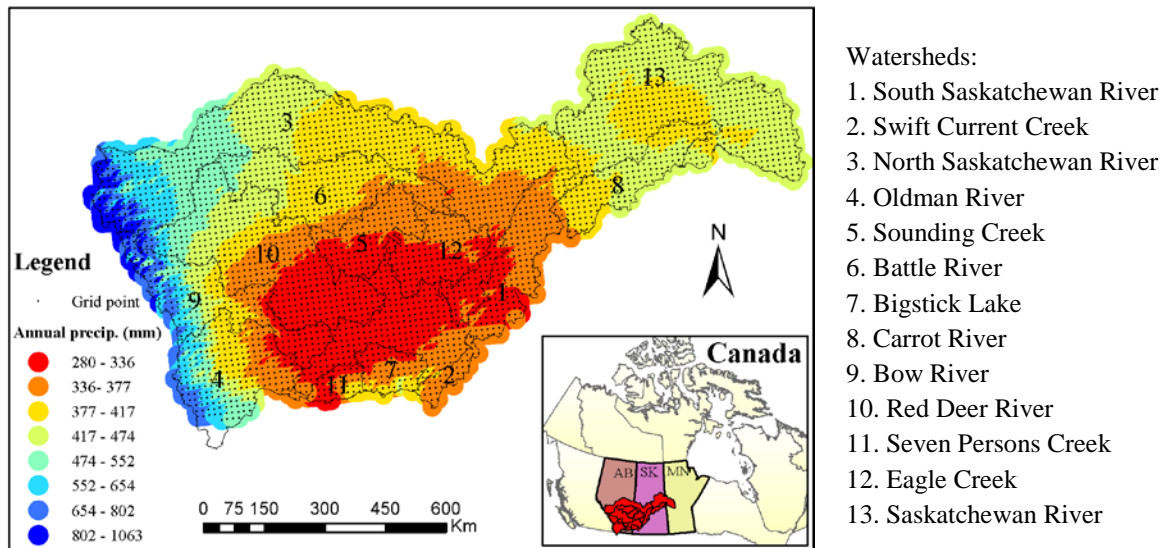 13
3
6
8
10
5
12
1
9
4
11
7
2
N
Legend
Grid point
Annual precip. (mm)
280 - 336
336- 377
377 - 417
417 - 474
474 - 552
552 - 654
654 - 802
802 - 1063
0 75 150 300 450 600
Km
Canada
AB SK MN
Watersheds:
1. South Saskatchewan River
2. Swift Current Creek
3. North Saskatchewan River
4. Oldman River
5. Sounding Creek
6. Battle River
7. Bigstick Lake
8. Carrot River
9. Bow River
10. Red Deer River
11. Seven Persons Creek
12. Eagle Creek
13. Saskatchewan River